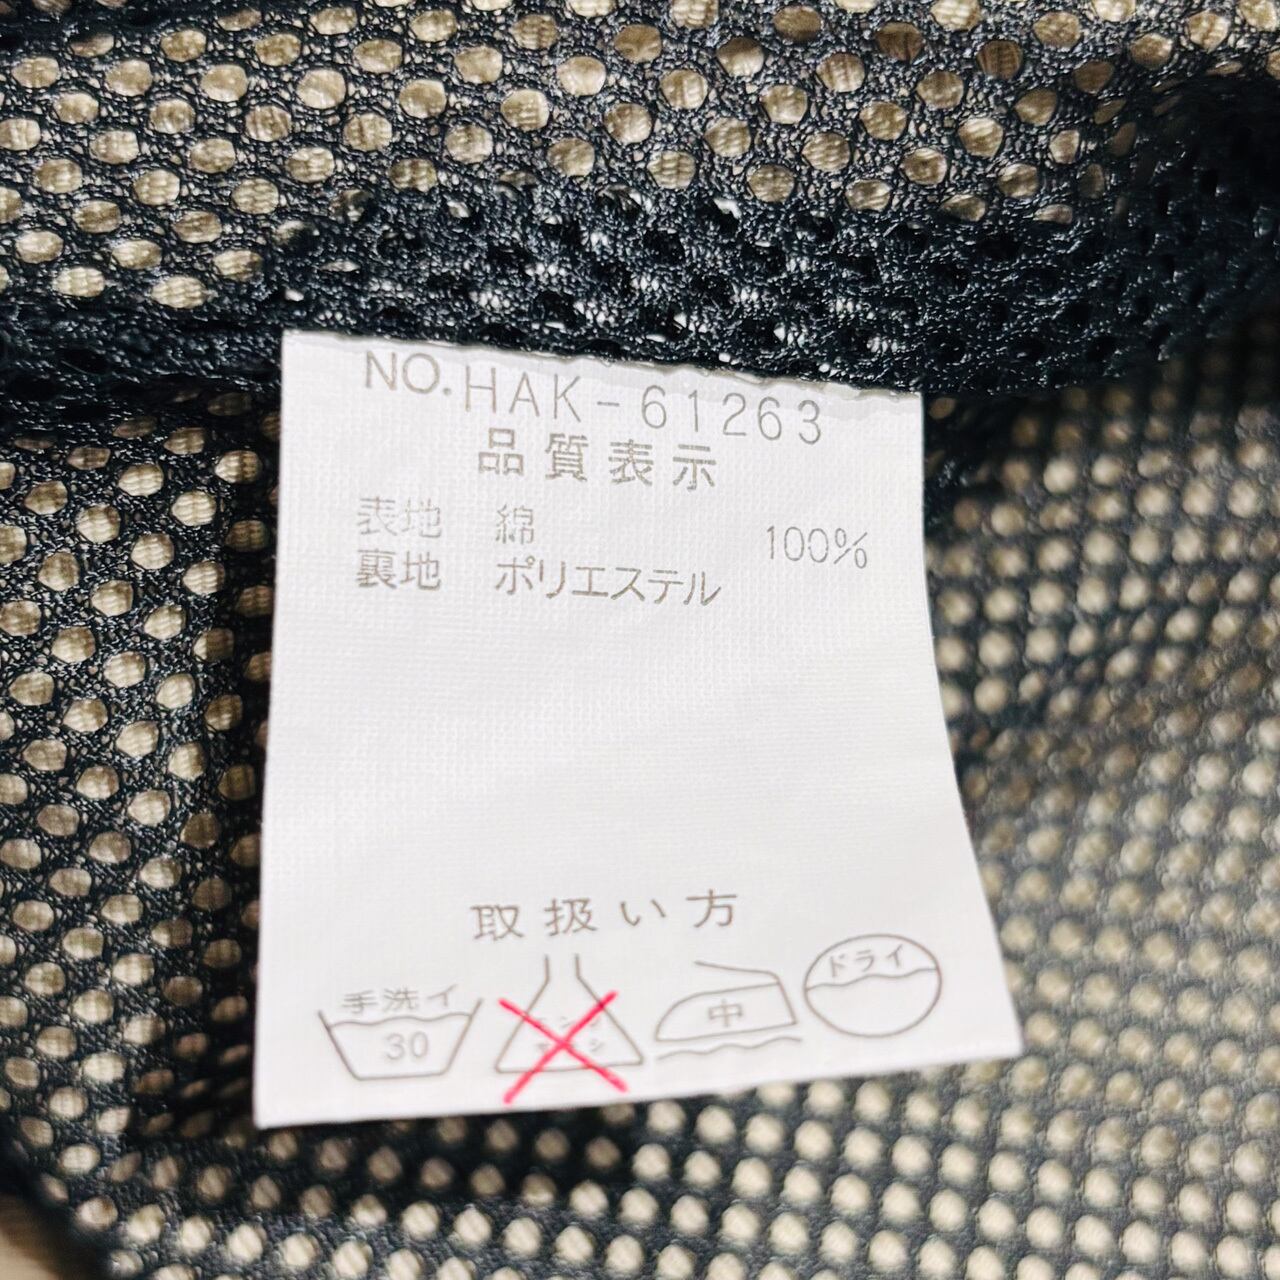 NO.HAK-61263
品質表示
表地 綿 100%
裏地 ポリエステル
取扱い方
手洗イ 30
中
ドライ